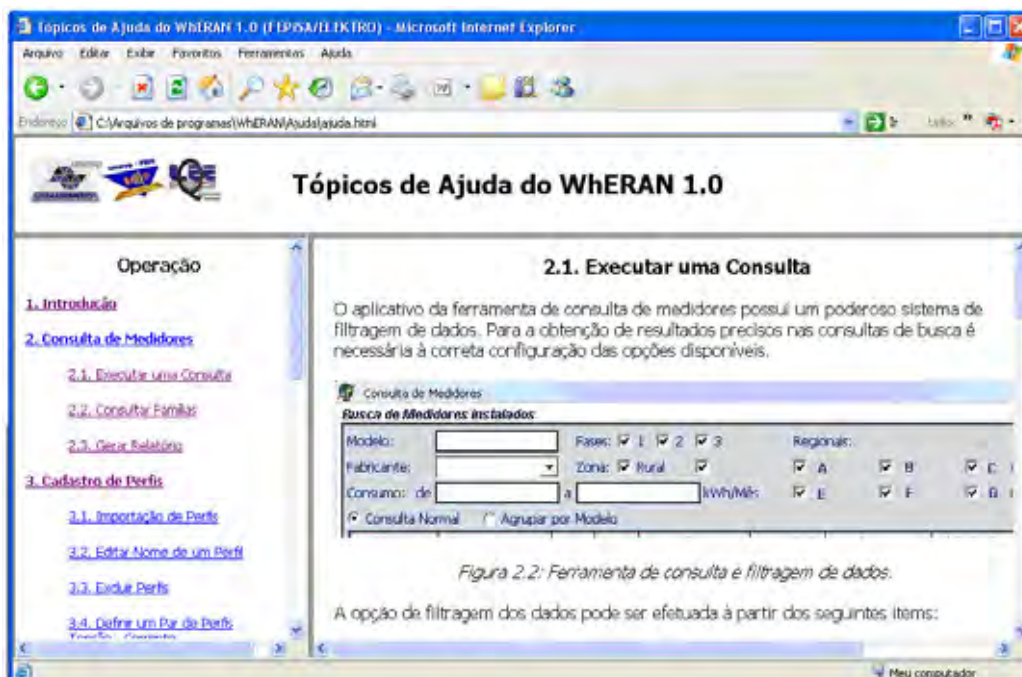 Tópicos de Ajuda do WhERAN 1.0 (FEPISA/ELEKTRO) - Microsoft Internet Explorer
Arquivo Editar Exibir Favoritos Ferramentas Ajuda
Endereço C:\Arquivos de programas\WhERAN\Ajuda\ajuda.html
Tópicos de Ajuda do WhERAN 1.0
Operação
1. Introdução
2. Consulta de Medidores
2.1. Executar uma Consulta
2.2. Consultar Famílias
2.3. Gerar Relatório
3. Cadastro de Perfis
3.1. Importação de Perfis
3.2. Editar Nome de um Perfil
3.3. Excluir Perfis
3.4. Definir um Par de Perfis
Tensão - Corrente
2.1. Executar uma Consulta
O aplicativo da ferramenta de consulta de medidores possui um poderoso sistema de
filtragem de dados. Para a obtenção de resultados precisos nas consultas de busca é
necessária à correta configuração das opções disponíveis.
Consulta de Medidores
Busca de Medidores Instalados
Modelo: Fases: 1 2 3 Regionais:
Fabricante: Zona: Rural A B C
Consumo: de a kWh/Mês E F
Consulta Normal Agrupar por Modelo
Figura 2.2: Ferramenta de consulta e filtragem de dados.
A opção de filtragem dos dados pode ser efetuada à partir dos seguintes items:
Meu computador